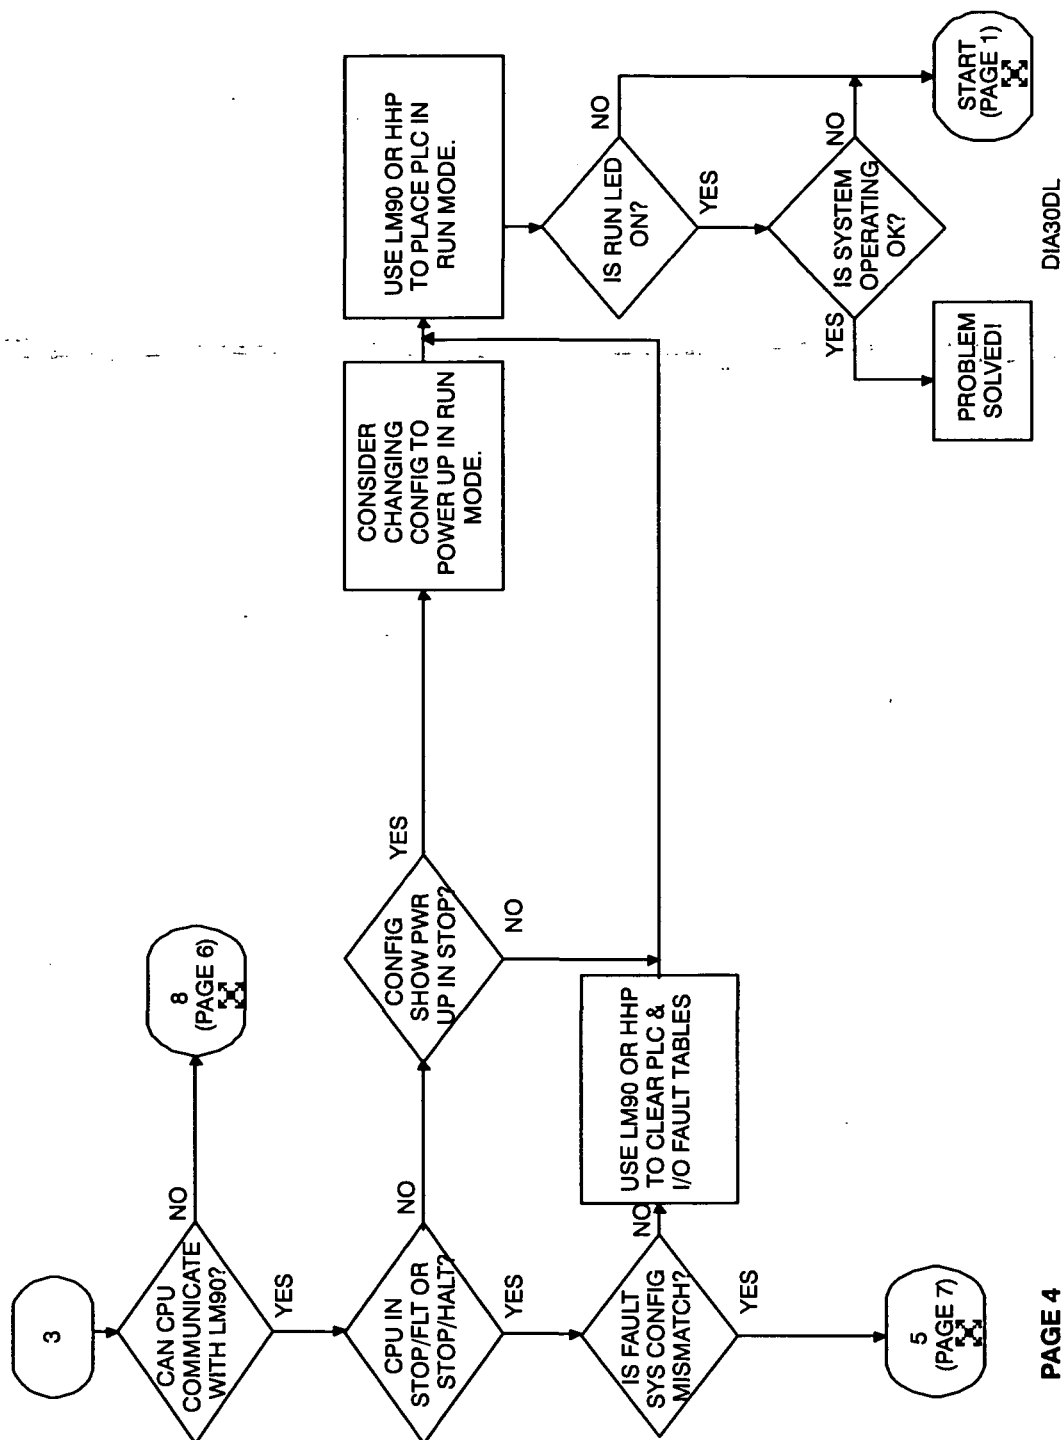 3
CAN CPU
COMMUNICATE
WITH LM90?
NO
8
(PAGE 6)
YES
CPU IN
STOP/FLT OR
STOP/HALT?
NO
CONFIG
SHOW PWR
UP IN STOP?
YES
CONSIDER
CHANGING
CONFIG TO
POWER UP IN RUN
MODE.
USE LM90 OR HHP
TO PLACE PLC IN
RUN MODE.
YES
NO
IS FAULT
SYS CONFIG
MISMATCH?
NO
USE LM90 OR HHP
TO CLEAR PLC &
I/O FAULT TABLES
IS RUN LED
ON?
NO
YES
YES
5
(PAGE 7)
IS SYSTEM
OPERATING
OK?
YES
NO
PROBLEM
SOLVED!
START
(PAGE 1)
PAGE 4
DIA30DL